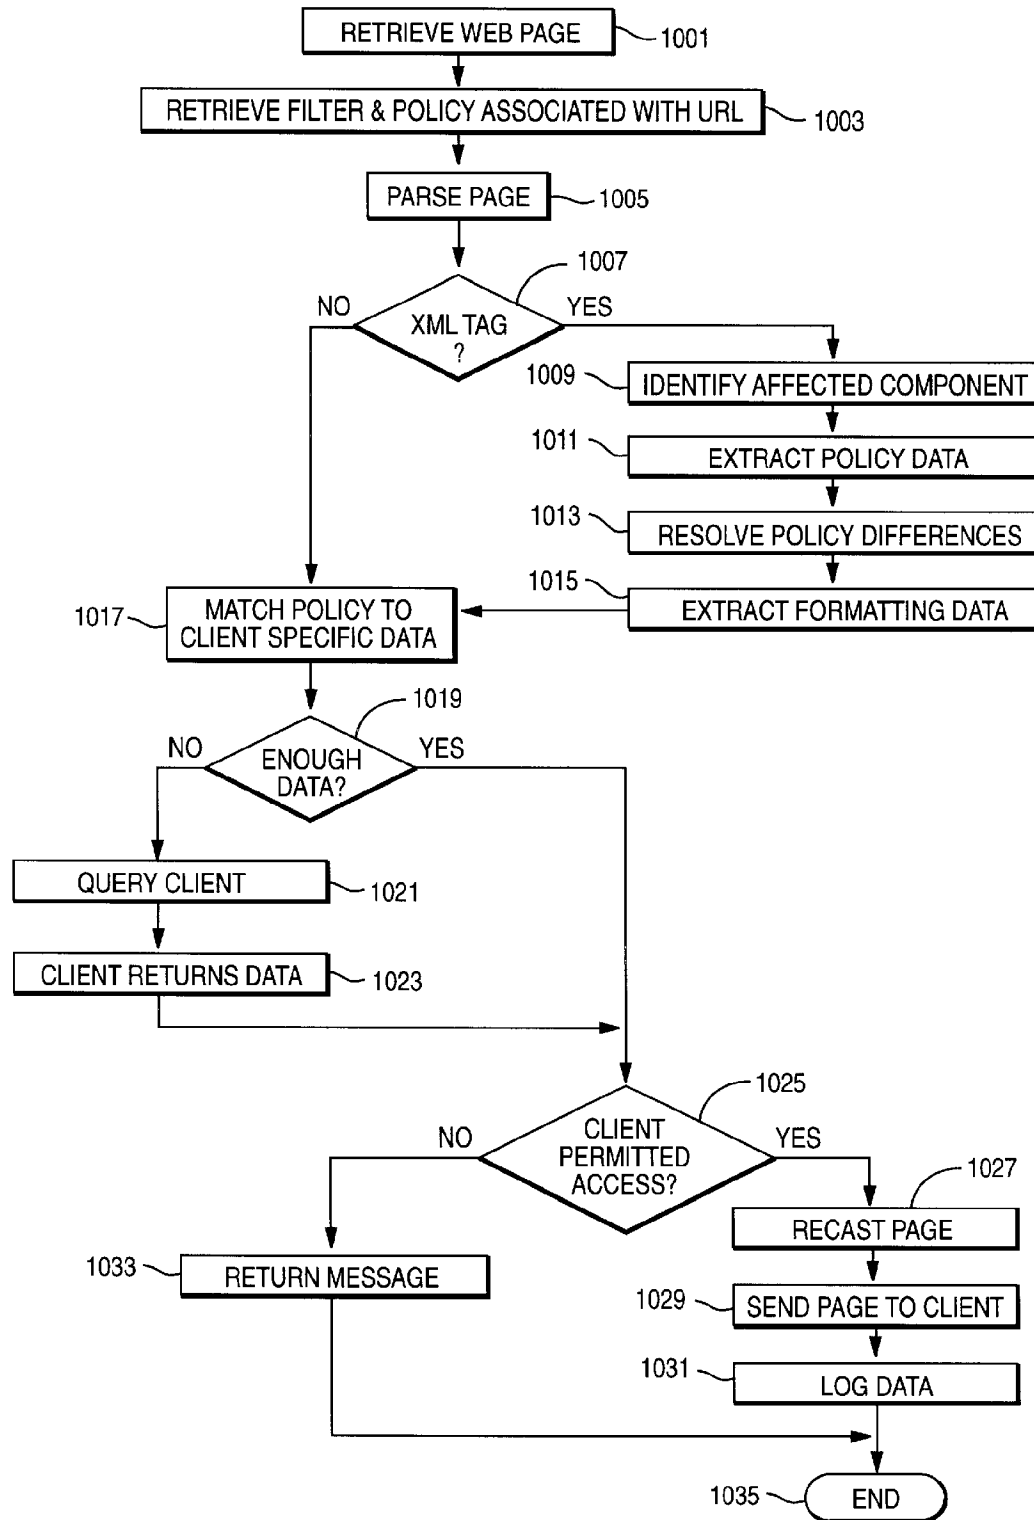 RETRIEVE WEB PAGE
1001
RETRIEVE FILTER & POLICY ASSOCIATED WITH URL
1003
PARSE PAGE
1005
1007
NO
YES
XML TAG
?
1009
IDENTIFY AFFECTED COMPONENT
1011
EXTRACT POLICY DATA
1013
RESOLVE POLICY DIFFERENCES
1015
EXTRACT FORMATTING DATA
1017
MATCH POLICY TO
CLIENT SPECIFIC DATA
1019
NO
YES
ENOUGH
DATA?
QUERY CLIENT
1021
CLIENT RETURNS DATA
1023
1025
NO
YES
CLIENT
PERMITTED
ACCESS?
1027
RECAST PAGE
1033
RETURN MESSAGE
1029
SEND PAGE TO CLIENT
1031
LOG DATA
1035
END